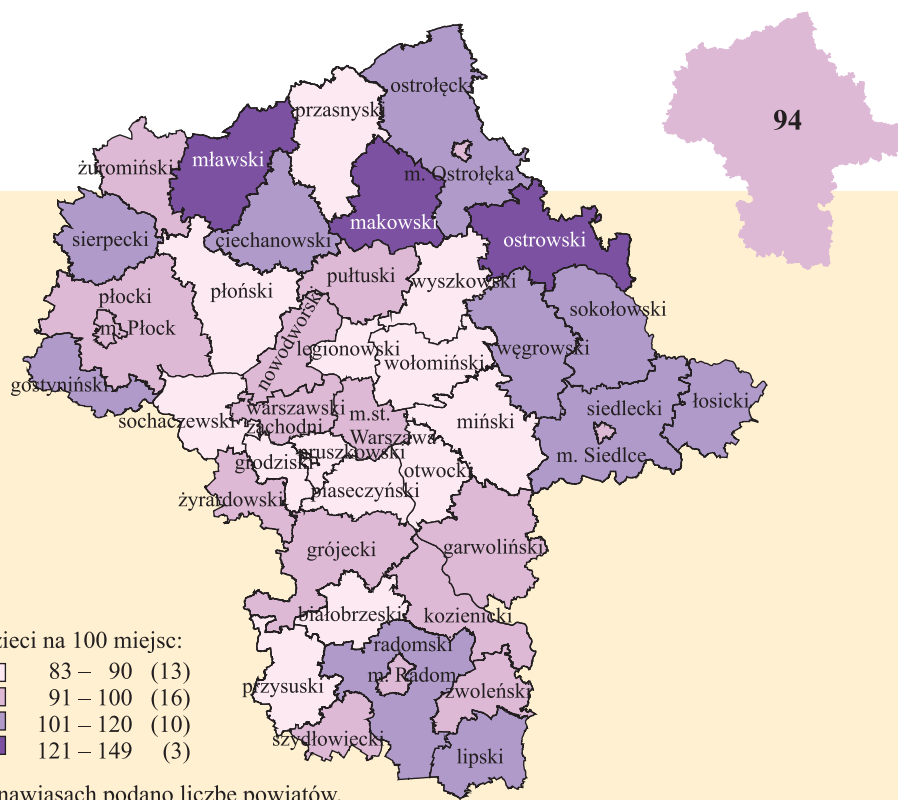 ostrołęcki
przasnyski
94
mławski
żuromiński
m. Ostrołęka
makowski
sierpecki
ciechanowski
ostrowski
pułtuski
wyszkowski
płoński
płocki
sokołowski
m. Płock
nowodworski
legionowski
wołomiński
węgrowski
gostyniński
łosicki
siedlecki
warszawski
zachodni
m.st.
Warszawa
sochaczewski
miński
m. Siedlce
pruszkowski
grodziski
otwocki
piaseczyński
żyrardowski
grójecki
garwoliński
białobrzeski
kozienicki
radomski
m. Radom
przysuski
zwoleński
szydłowiecki
lipski
zieci na 100 miejsc:
83 – 90 (13)
91 – 100 (16)
101 – 120 (10)
121 – 149 (3)
nawiasach podano liczbę powiatów.